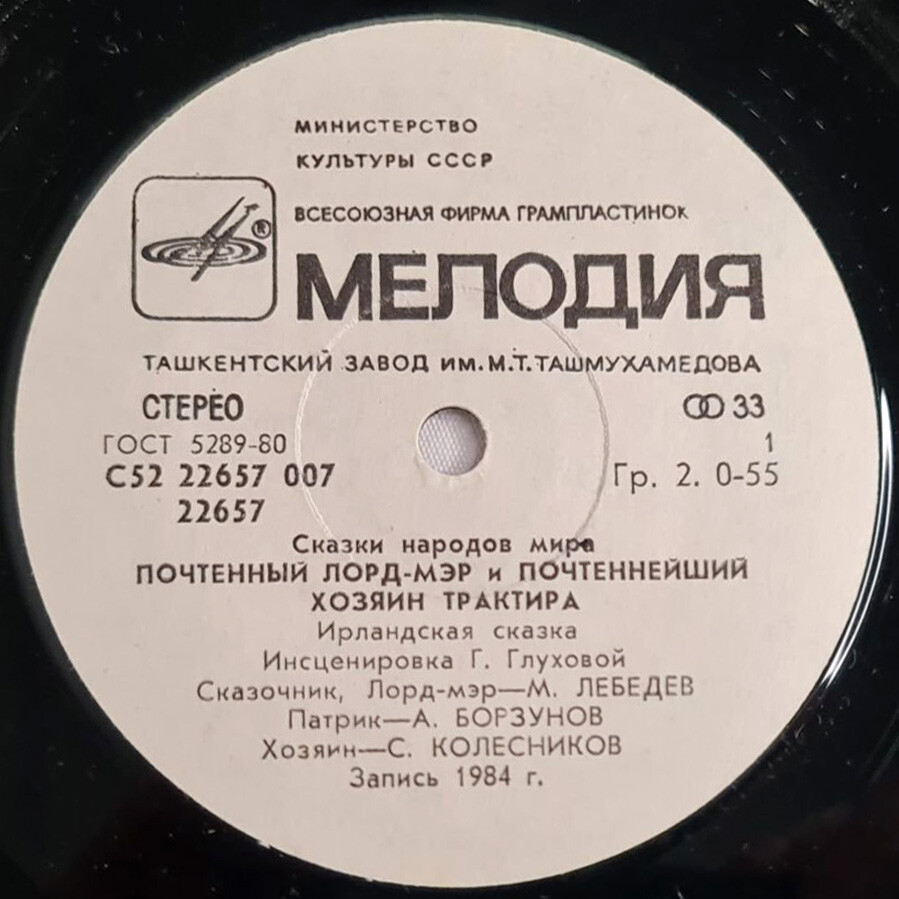 МИНИСТЕРСТВО
КУЛЬТУРЫ СССР
ВСЕСОЮЗНАЯ ФИРМА ГРАМПЛАСТИНОК
®
МЕЛОДИЯ
ТАШКЕНТСКИЙ ЗАВОД им. М.Т. ТАШМУХАМЕДОВА
СТЕРЕО 33
ГОСТ 5289-80 1
С52 22657 007 Гр. 2. 0-55
22657
Сказки народов мира
ПОЧТЕННЫЙ ЛОРД-МЭР и ПОЧТЕННЕЙШИЙ
ХОЗЯИН ТРАКТИРА
Ирландская сказка
Инсценировка Г. Глуховой
Сказочник, Лорд-мэр—М. ЛЕБЕДЕВ
Патрик—А. БОРЗУНОВ
Хозяин—С. КОЛЕСНИКОВ
Запись 1984 г.